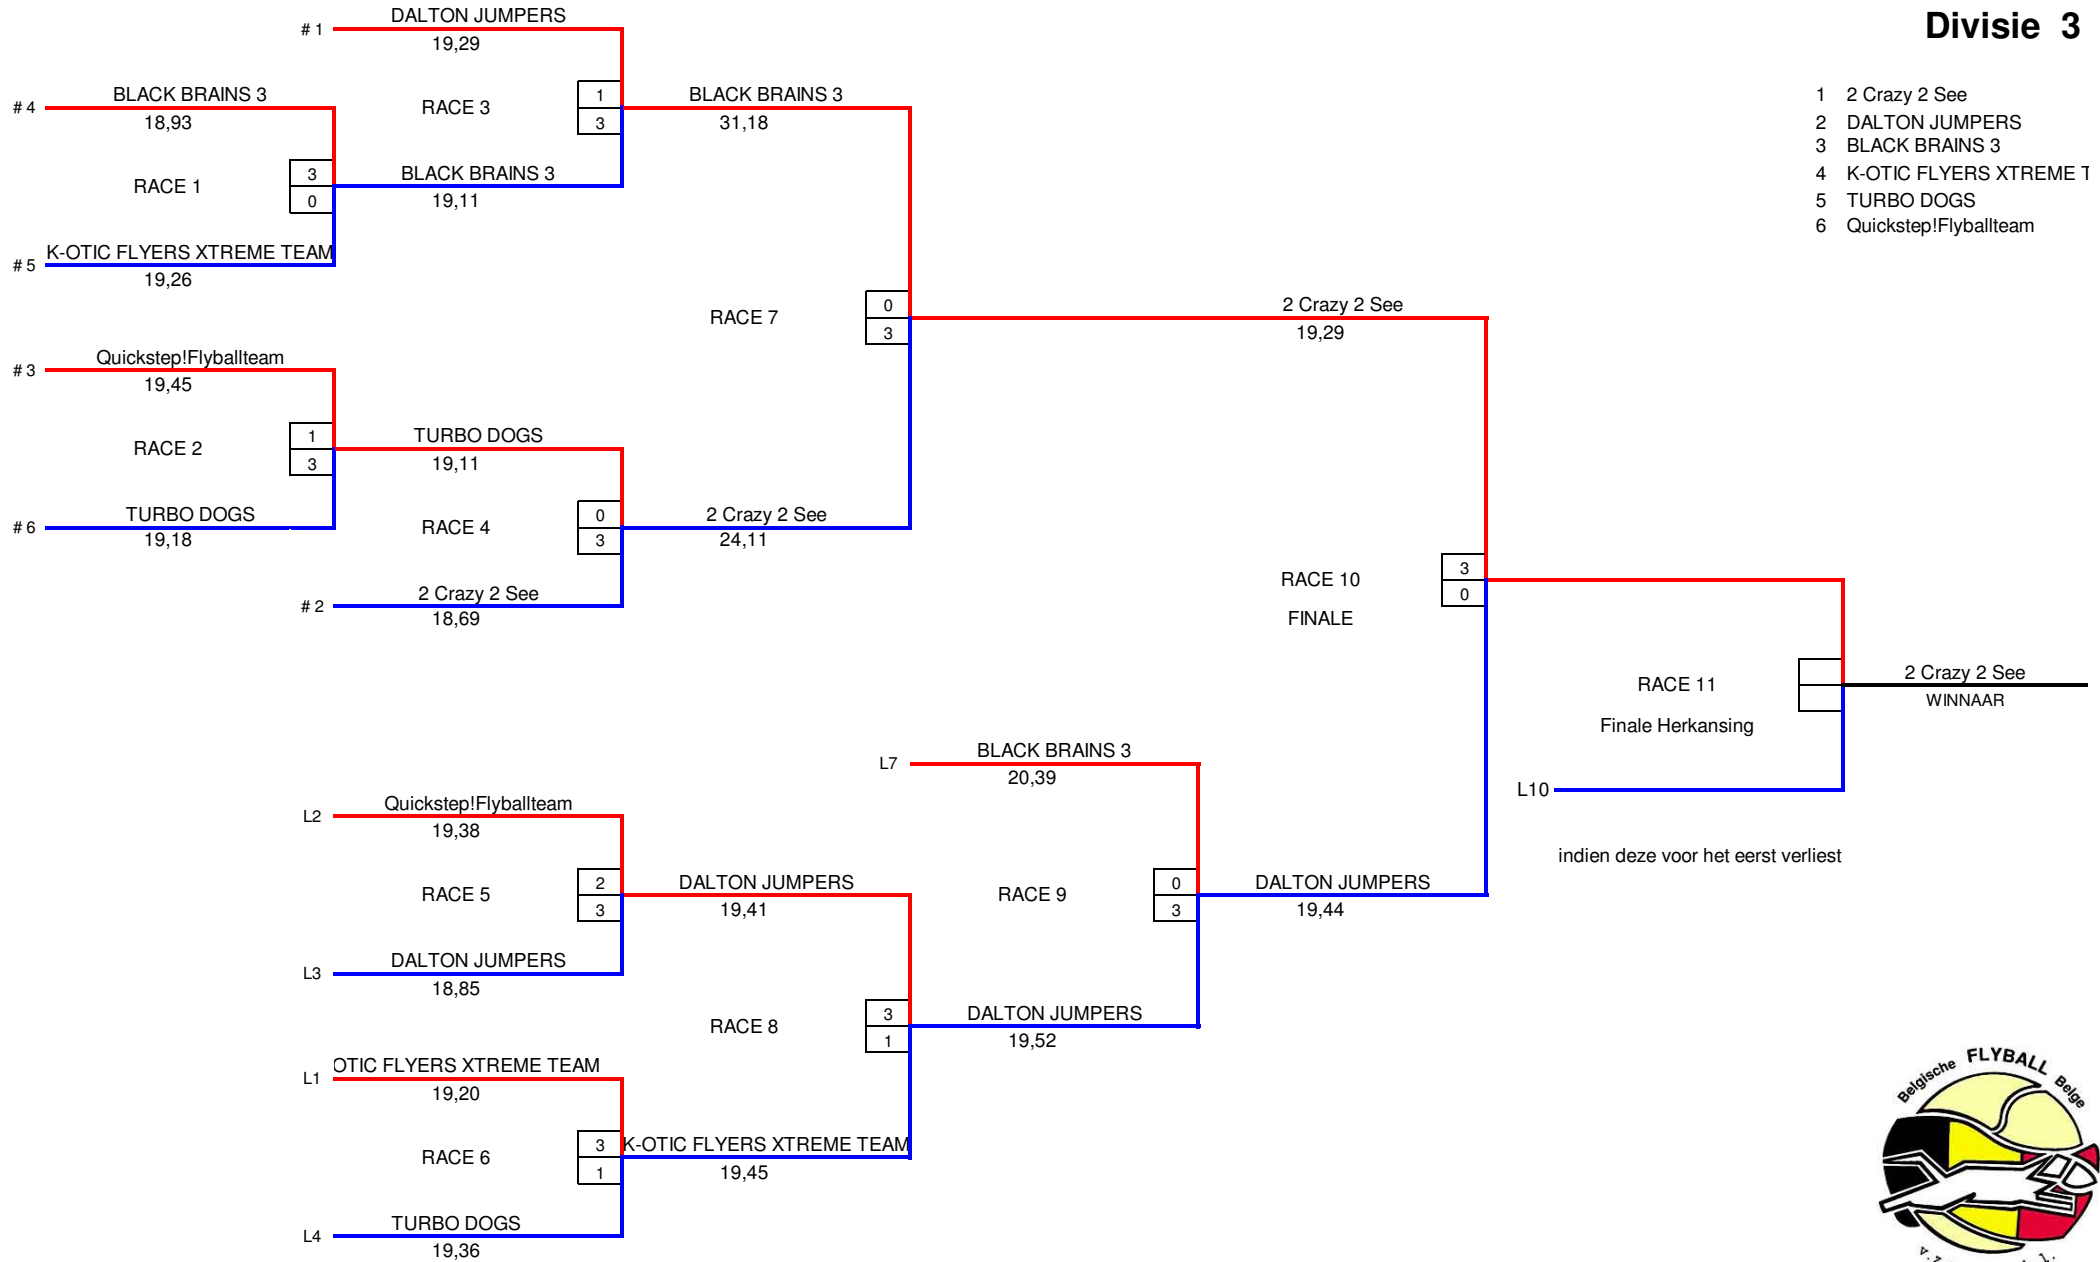 Divisie 3
1 2 Crazy 2 See
2 DALTON JUMPERS
3 BLACK BRAINS 3
4 K-OTIC FLYERS XTREME T
5 TURBO DOGS
6 Quickstep!Flyballteam
# 1 DALTON JUMPERS
19,29
# 4 BLACK BRAINS 3
18,93
RACE 3
1
3
BLACK BRAINS 3
31,18
RACE 1
3
0
BLACK BRAINS 3
19,11
# 5 K-OTIC FLYERS XTREME TEAM
19,26
RACE 7
0
3
2 Crazy 2 See
19,29
# 3 Quickstep!Flyballteam
19,45
RACE 2
1
3
TURBO DOGS
19,11
# 6 TURBO DOGS
19,18
RACE 4
0
3
2 Crazy 2 See
24,11
# 2 2 Crazy 2 See
18,69
RACE 10
FINALE
3
0
RACE 11
Finale Herkansing
2 Crazy 2 See
WINNAAR
L10
indien deze voor het eerst verliest
L7 BLACK BRAINS 3
20,39
L2 Quickstep!Flyballteam
19,38
RACE 5
2
3
DALTON JUMPERS
19,41
RACE 9
0
3
DALTON JUMPERS
19,44
L3 DALTON JUMPERS
18,85
RACE 8
3
1
DALTON JUMPERS
19,52
L1 OTIC FLYERS XTREME TEAM
19,20
RACE 6
3
1
K-OTIC FLYERS XTREME TEAM
19,45
L4 TURBO DOGS
19,36
Belgische FLYBALL Belge